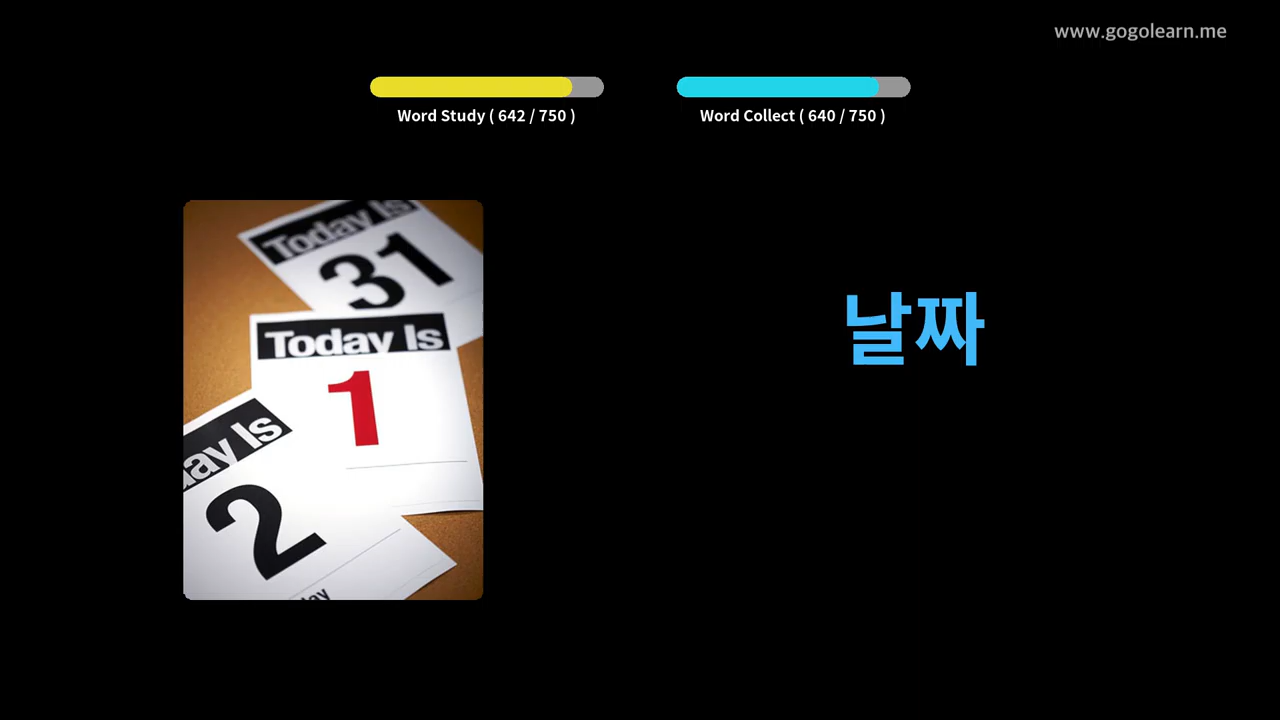 www.gogolearn.me
Word Study ( 642 / 750 )
Word Collect ( 640 / 750 )
Today Is
31
Today Is
1
ay Is
2
날짜